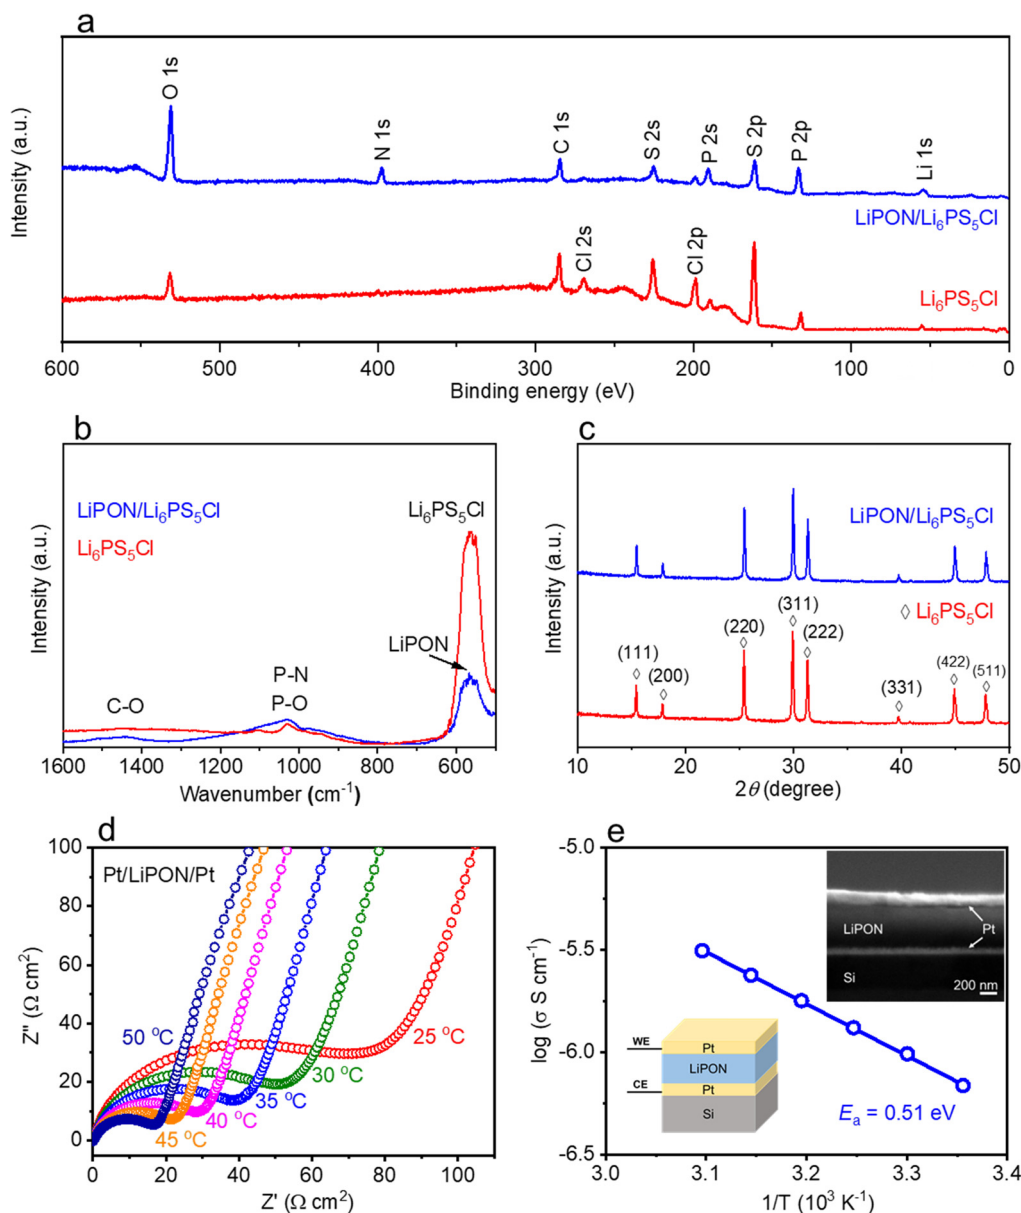 a
Intensity (a.u.)
O 1s
N 1s
C 1s
S 2s
P 2s
S 2p
P 2p
Li 1s
LiPON/Li₆PS₅Cl
Cl 2s
Cl 2p
Li₆PS₅Cl
600 500 400 300 200 100 0
Binding energy (eV)
b
Intensity (a.u.)
LiPON/Li₆PS₅Cl
Li₆PS₅Cl
Li₆PS₅Cl
LiPON
P-N
P-O
C-O
1600 1400 1200 1000 800 600
Wavenumber (cm⁻¹)
c
Intensity (a.u.)
LiPON/Li₆PS₅Cl
◊ Li₆PS₅Cl
(111)
(200)
(220)
(311)
(222)
(331)
(422)
(511)
10 20 30 40 50
2θ (degree)
d
Z'' (Ω cm²)
100
80
60
40
20
0
Pt/LiPON/Pt
50 °C
45 °C
40 °C
35 °C
30 °C
25 °C
0 20 40 60 80 100
Z' (Ω cm²)
e
log (σ S cm⁻¹)
-5.0
-5.5
-6.0
-6.5
LiPON
Pt
Si
200 nm
WE
CE
Pt
LiPON
Pt
Si
Eₐ = 0.51 eV
3.0 3.1 3.2 3.3 3.4
1/T (10³ K⁻¹)